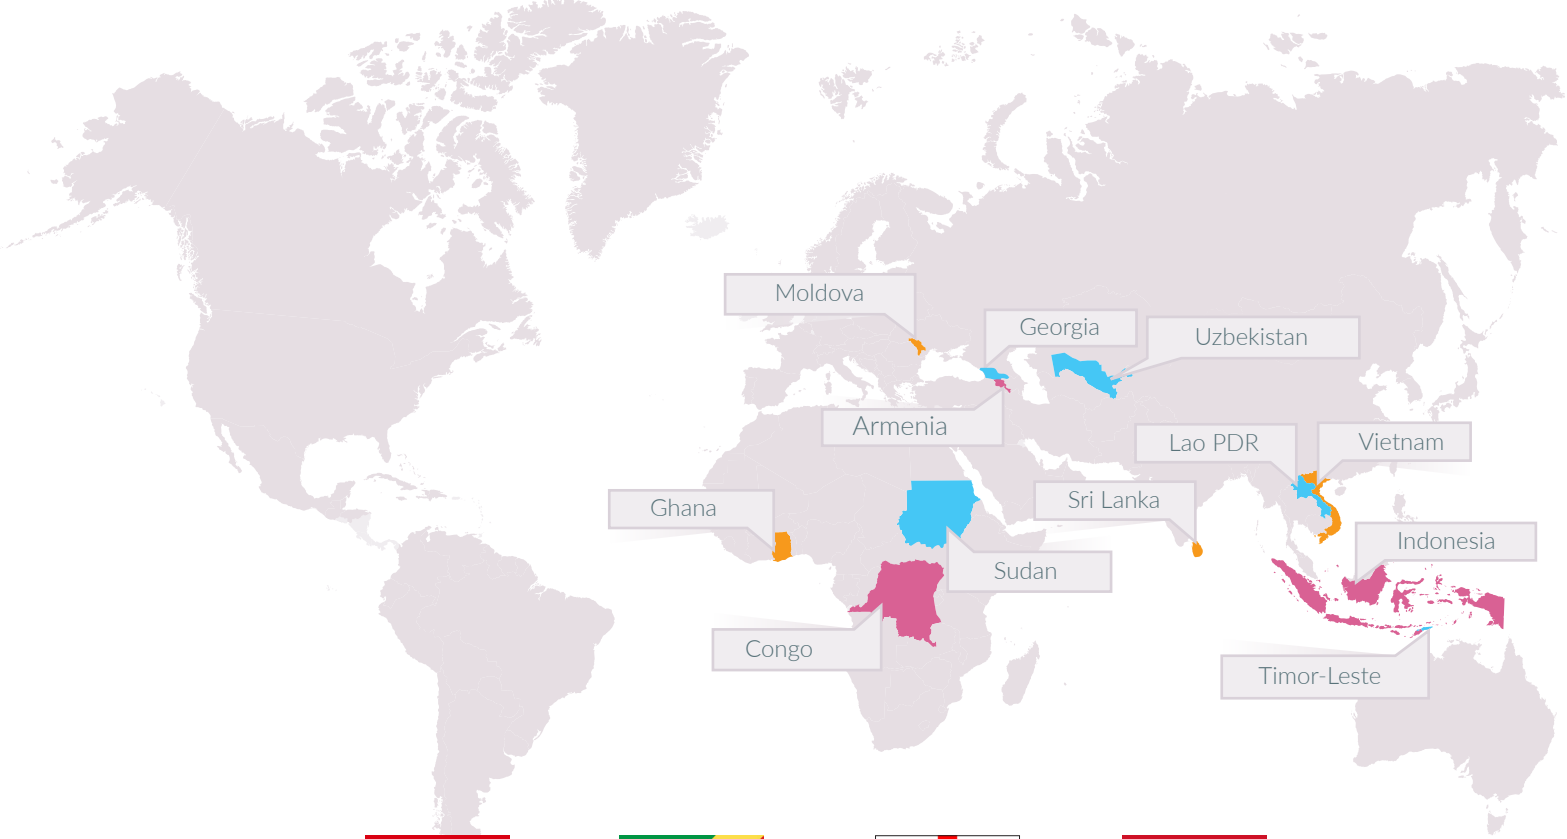 Moldova
Georgia
Uzbekistan
Armenia
Lao PDR
Vietnam
Ghana
Sri Lanka
Indonesia
Sudan
Congo
Timor-Leste